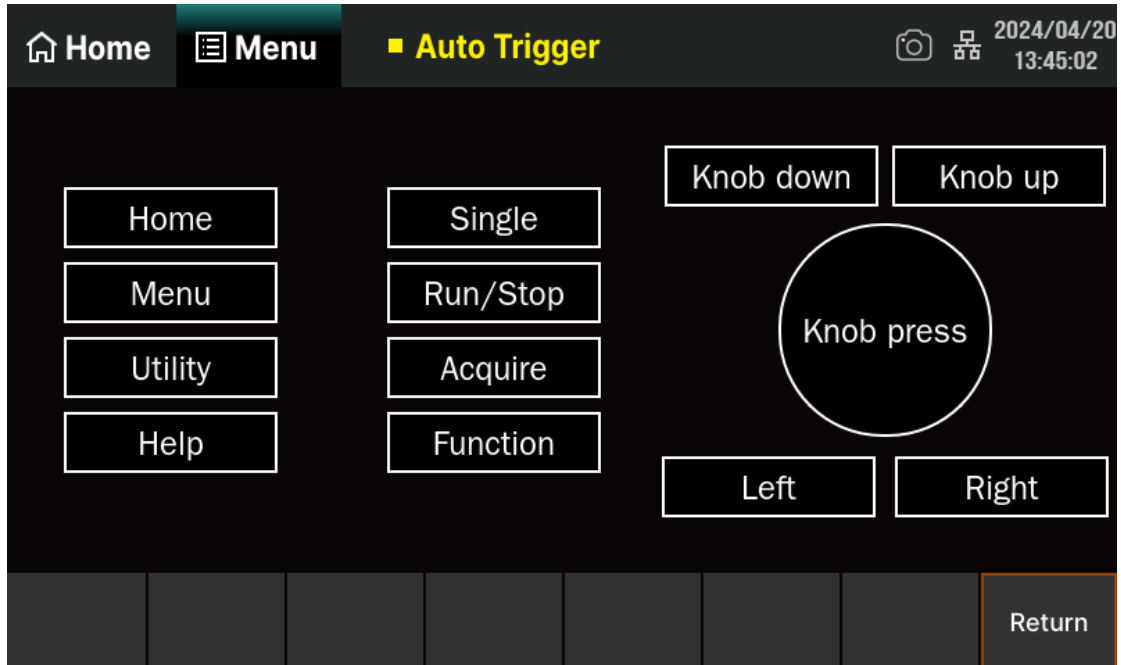 Home Menu Auto Trigger 2024/04/20
13:45:02
Knob down Knob up
Home Single
Menu Run/Stop
Knob press
Utility Acquire
Help Function
Left Right
Return